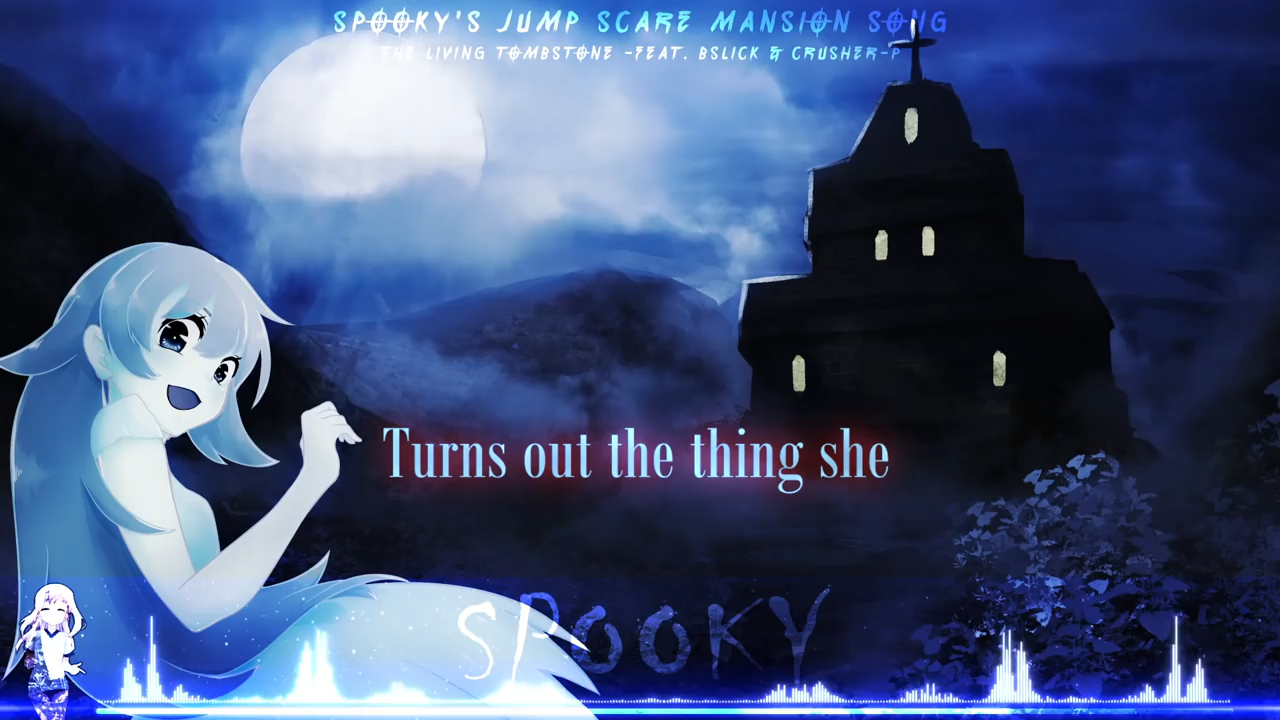 SPOOKY'S JUMP SCARE MANSION SONG
THE LIVING TOMBSTONE -FEAT. BSLICK & CRUSHER-P
Turns out the thing she
SPOOKY